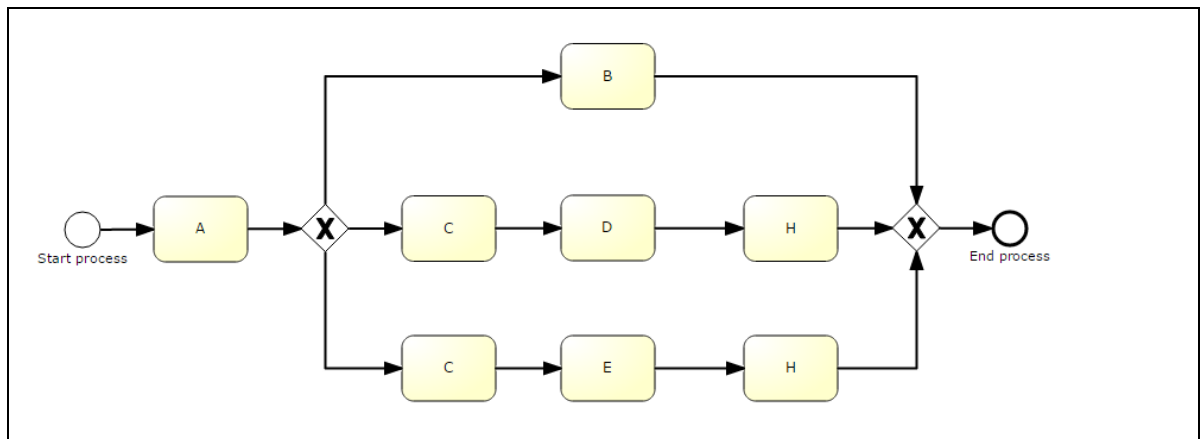 B
A
X
C
D
H
X
Start process
End process
C
E
H